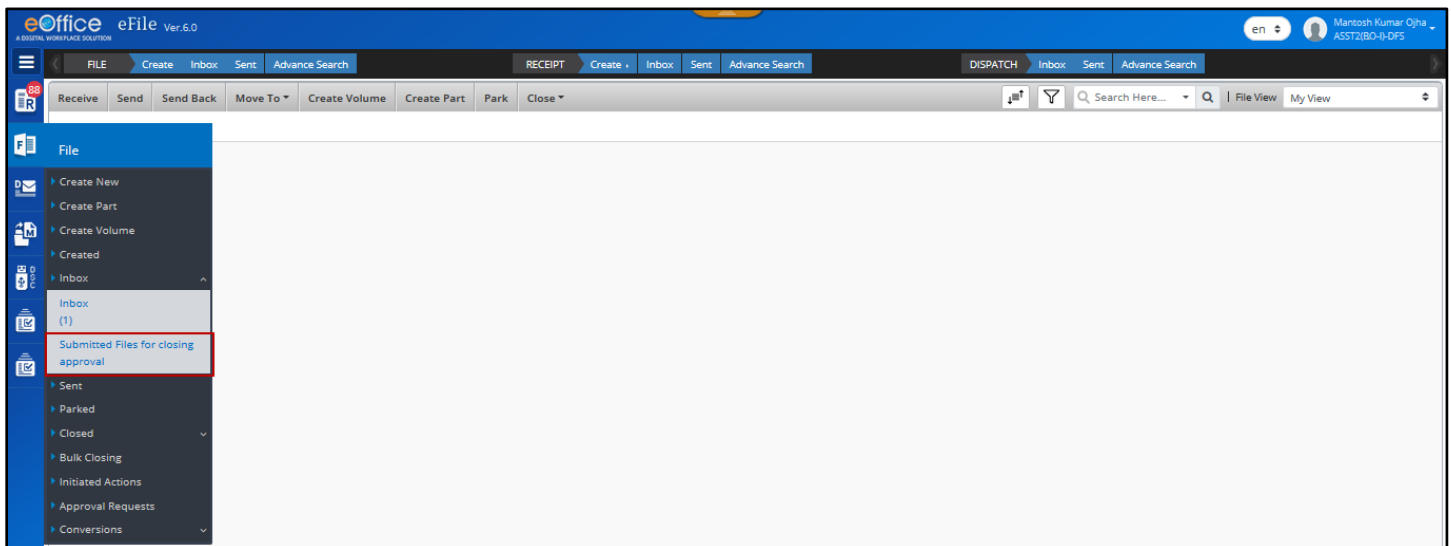 eOffice eFile Ver.6.0
A DIGITAL WORKPLACE SOLUTION
en
Mantosh Kumar Ojha
ASST2(BO-I)-DFS
FILE Create Inbox Sent Advance Search
RECEIPT Create Inbox Sent Advance Search
DISPATCH Inbox Sent Advance Search
88
R
Receive Send Send Back Move To Create Volume Create Part Park Close
Search Here... File View My View
F
File
D
Create New
Create Part
M
Create Volume
Created
DSC
Inbox
Inbox
(1)
Submitted Files for closing
approval
Sent
Parked
Closed
Bulk Closing
Initiated Actions
Approval Requests
Conversions